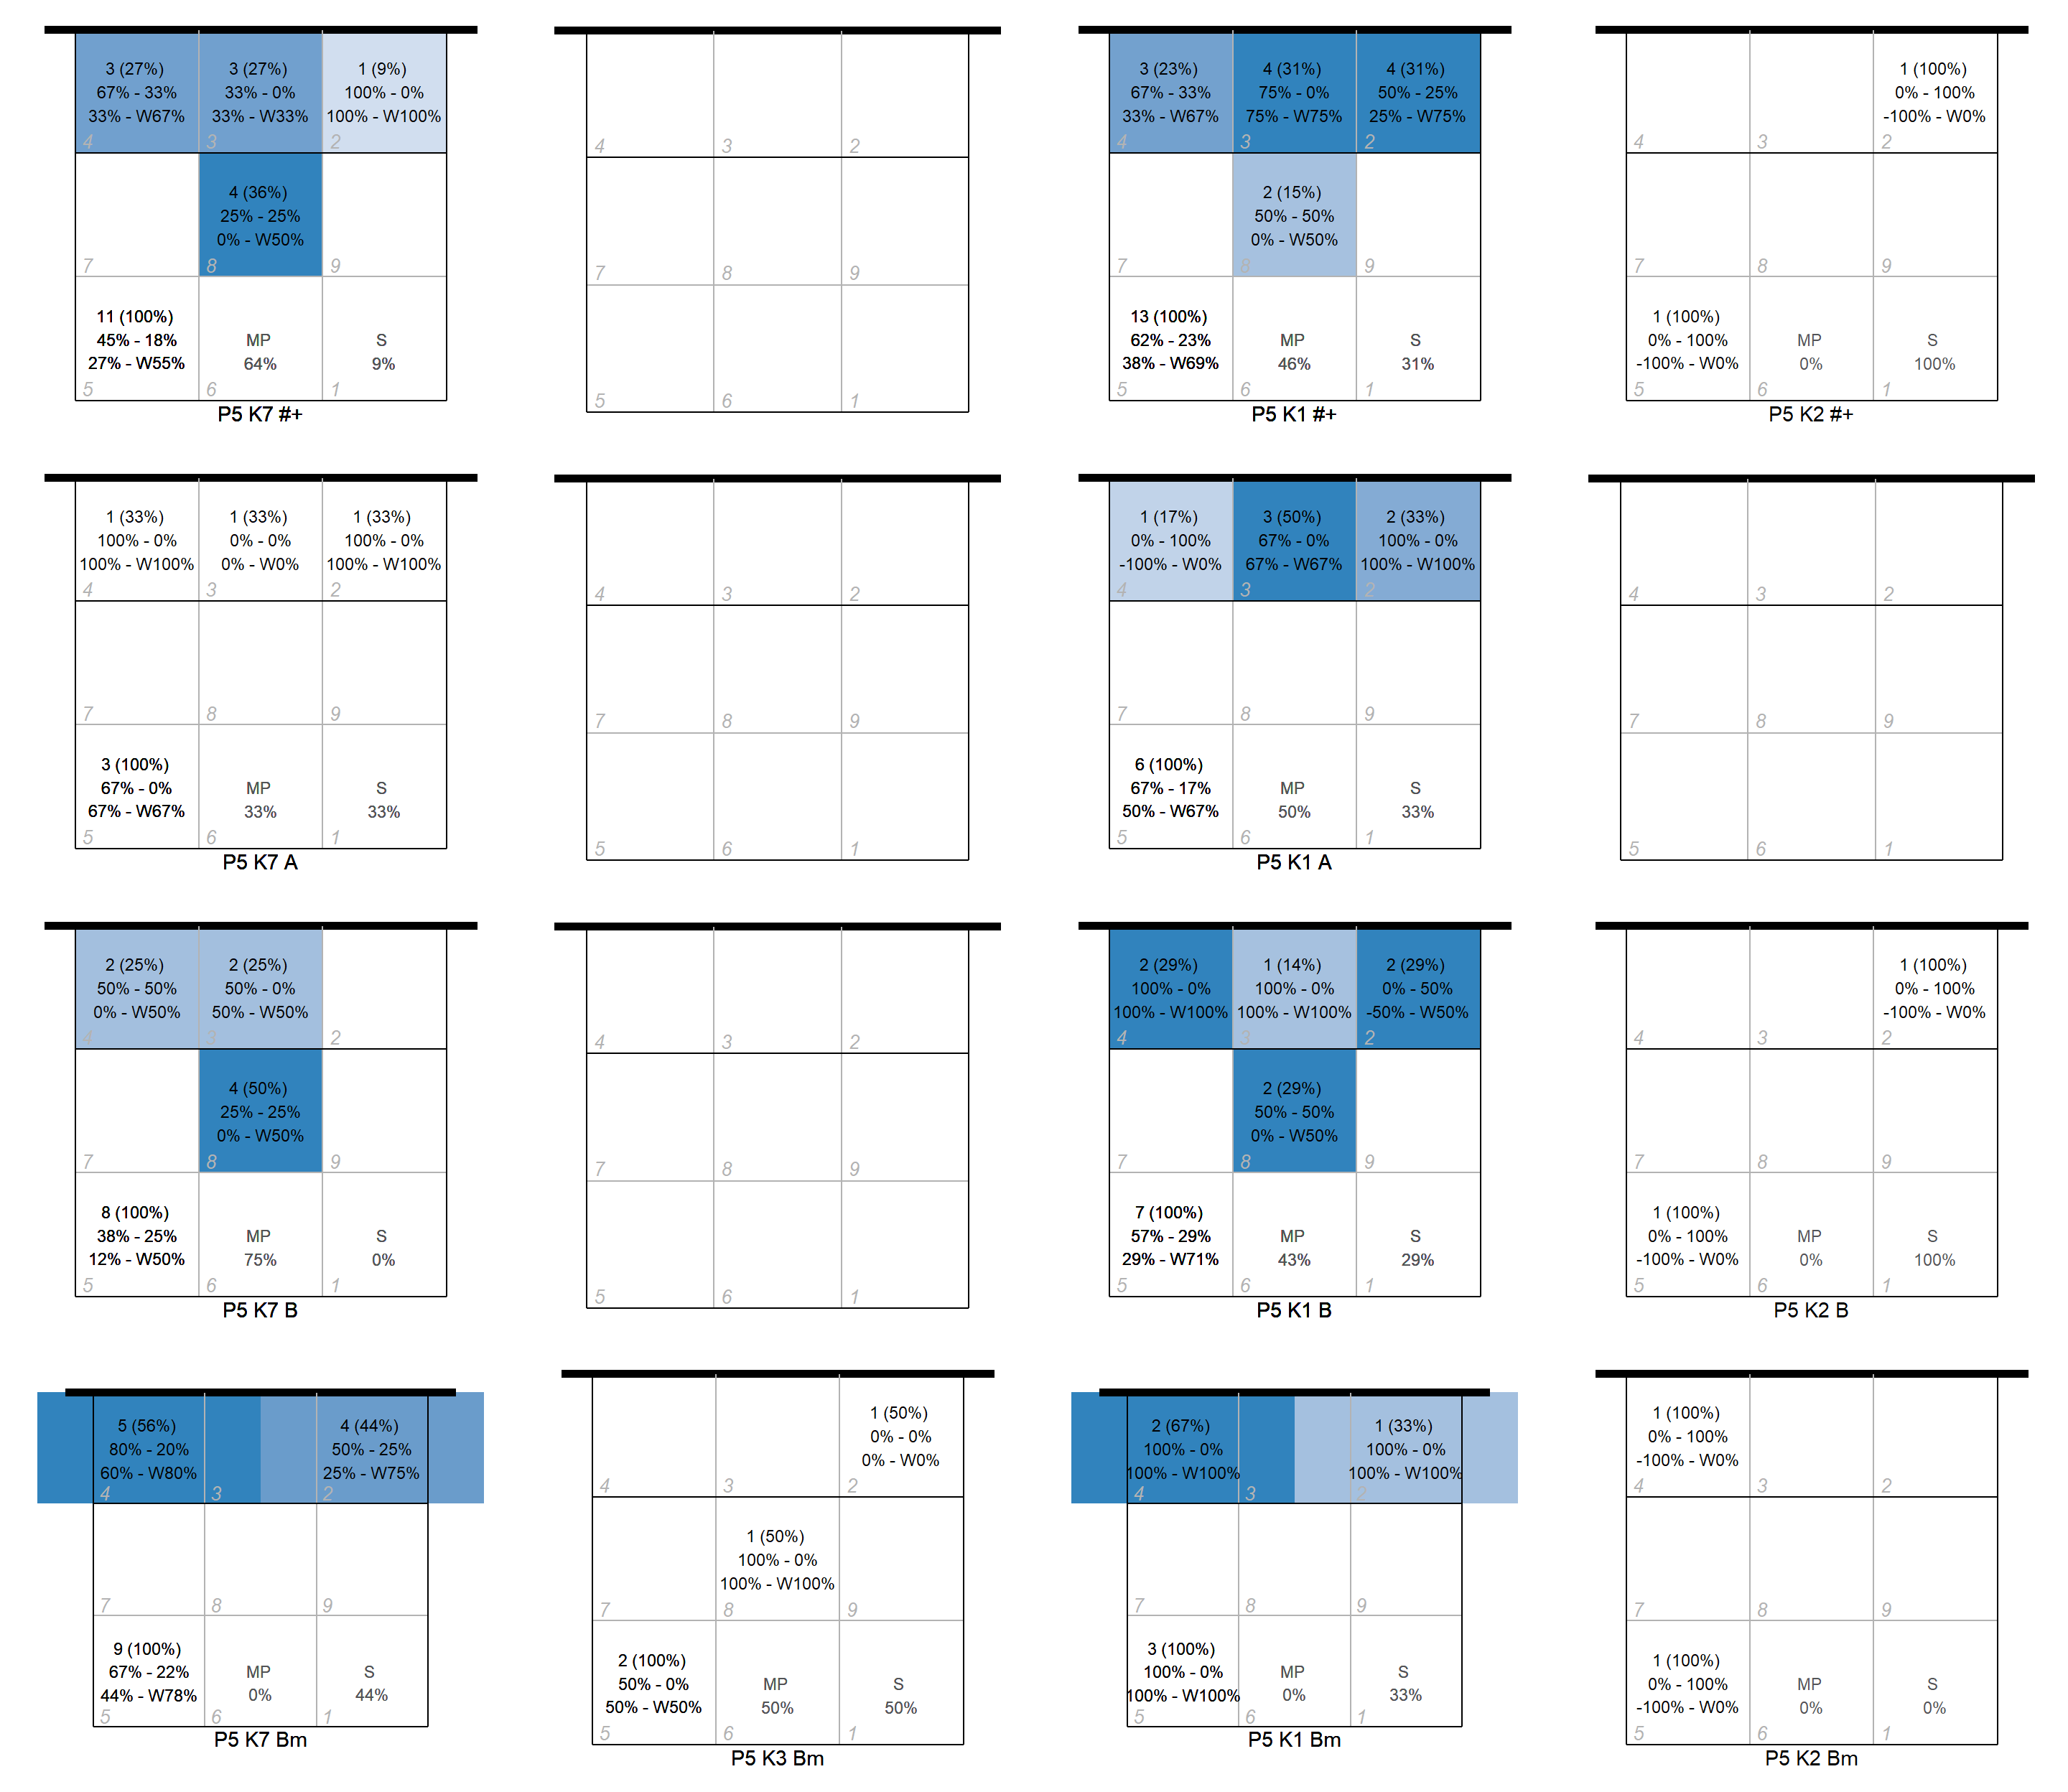 3 (27%)
67% - 33%
33% - W67%
4
3 (27%)
33% - 0%
33% - W33%
3
1 (9%)
100% - 0%
100% - W100%
2
7
4 (36%)
25% - 25%
0% - W50%
8
9
11 (100%)
45% - 18%
27% - W55%
5
MP
64%
6
S
9%
1
P5 K7 #+
4
3
2
7
8
9
5
6
1
3 (23%)
67% - 33%
33% - W67%
4
4 (31%)
75% - 0%
75% - W75%
3
4 (31%)
50% - 25%
25% - W75%
2
7
2 (15%)
50% - 50%
0% - W50%
8
9
13 (100%)
62% - 23%
38% - W69%
5
MP
46%
6
S
31%
1
P5 K1 #+
4
3
1 (100%)
0% - 100%
-100% - W0%
2
7
8
9
1 (100%)
0% - 100%
-100% - W0%
5
MP
0%
6
S
100%
1
P5 K2 #+
1 (33%)
100% - 0%
100% - W100%
4
1 (33%)
0% - 0%
0% - W0%
3
1 (33%)
100% - 0%
100% - W100%
2
7
8
9
3 (100%)
67% - 0%
67% - W67%
5
MP
33%
6
S
33%
1
P5 K7 A
4
3
2
7
8
9
5
6
1
1 (17%)
0% - 100%
-100% - W0%
4
3 (50%)
67% - 0%
67% - W67%
3
2 (33%)
100% - 0%
100% - W100%
2
7
8
9
6 (100%)
67% - 17%
50% - W67%
5
MP
50%
6
S
33%
1
P5 K1 A
4
3
2
7
8
9
5
6
1
2 (25%)
50% - 50%
0% - W50%
4
2 (25%)
50% - 0%
50% - W50%
3
2
7
4 (50%)
25% - 25%
0% - W50%
8
9
8 (100%)
38% - 25%
12% - W50%
5
MP
75%
6
S
0%
1
P5 K7 B
4
3
2
7
8
9
5
6
1
2 (29%)
100% - 0%
100% - W100%
4
1 (14%)
100% - 0%
100% - W100%
3
2 (29%)
0% - 50%
-50% - W50%
2
7
2 (29%)
50% - 50%
0% - W50%
8
9
7 (100%)
57% - 29%
29% - W71%
5
MP
43%
6
S
29%
1
P5 K1 B
4
3
1 (100%)
0% - 100%
-100% - W0%
2
7
8
9
1 (100%)
0% - 100%
-100% - W0%
5
MP
0%
6
S
100%
1
P5 K2 B
5 (56%)
80% - 20%
60% - W80%
4
3
4 (44%)
50% - 25%
25% - W75%
2
7
8
9
9 (100%)
67% - 22%
44% - W78%
5
MP
0%
6
S
44%
1
P5 K7 Bm
4
3
1 (50%)
0% - 0%
0% - W0%
2
7
1 (50%)
100% - 0%
100% - W100%
8
9
2 (100%)
50% - 0%
50% - W50%
5
MP
50%
6
S
50%
1
P5 K3 Bm
2 (67%)
100% - 0%
100% - W100%
4
3
1 (33%)
100% - 0%
100% - W100%
2
7
8
9
3 (100%)
100% - 0%
100% - W100%
5
MP
0%
6
S
33%
1
P5 K1 Bm
1 (100%)
0% - 100%
-100% - W0%
4
3
2
7
8
9
1 (100%)
0% - 100%
-100% - W0%
5
MP
0%
6
S
0%
1
P5 K2 Bm